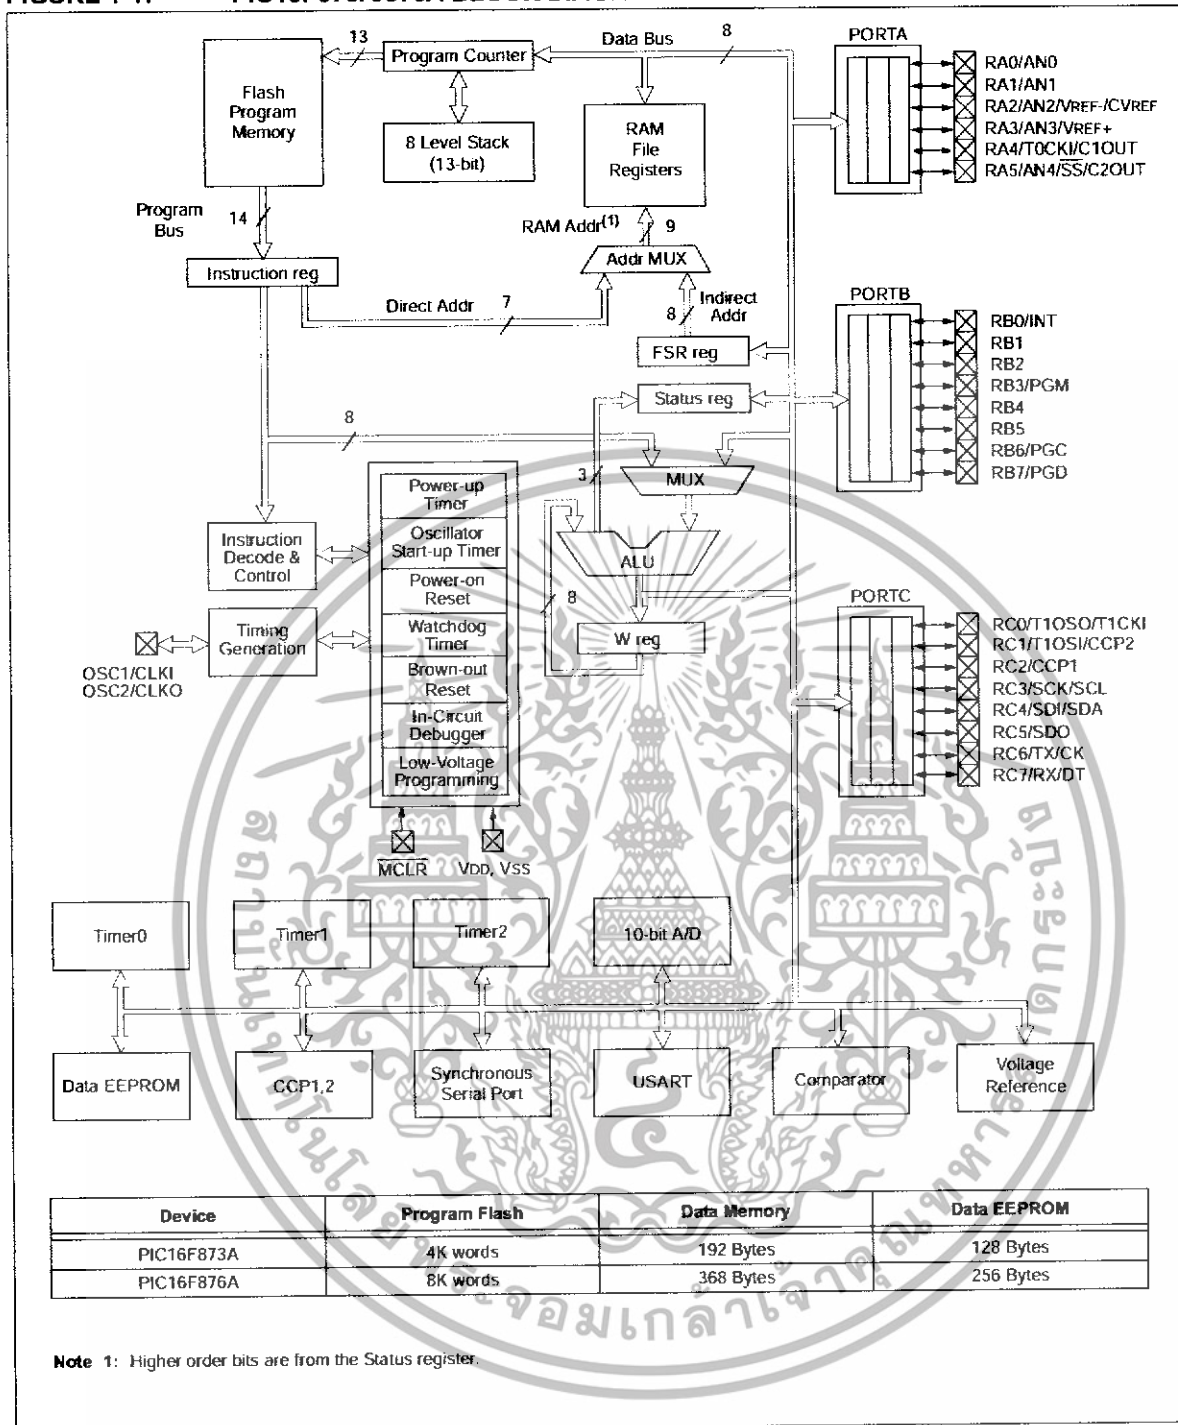 13
Data Bus
8
PORTA
Program Counter
Flash
Program
Memory
8 Level Stack
(13-bit)
RAM
File
Registers
RA0/AN0
RA1/AN1
RA2/AN2/VREF-/CVREF
RA3/AN3/VREF+
RA4/T0CKI/C1OUT
RA5/AN4/SS/C2OUT
Program
Bus
14
RAM Addr(1)
9
Addr MUX
Instruction reg
Direct Addr
7
8
Indirect
Addr
FSR reg
Status reg
PORTB
RB0/INT
RB1
RB2
RB3/PGM
RB4
RB5
RB6/PGC
RB7/PGD
8
3
MUX
Power-up
Timer
Oscillator
Start-up Timer
Power-on
Reset
Watchdog
Timer
Brown-out
Reset
In-Circuit
Debugger
Low-Voltage
Programming
Instruction
Decode &
Control
Timing
Generation
OSC1/CLKI
OSC2/CLKO
ALU
8
W reg
PORTC
RC0/T1OSO/T1CKI
RC1/T1OSI/CCP2
RC2/CCP1
RC3/SCK/SCL
RC4/SDI/SDA
RC5/SDO
RC6/TX/CK
RC7/RX/DT
MCLR
VDD, VSS
Timer0
Timer1
Timer2
10-bit A/D
Data EEPROM
CCP1,2
Synchronous
Serial Port
USART
Comparator
Voltage
Reference
Device Program Flash Data Memory Data EEPROM
PIC16F873A 4K words 192 Bytes 128 Bytes
PIC16F876A 8K words 368 Bytes 256 Bytes
Note 1: Higher order bits are from the Status register.